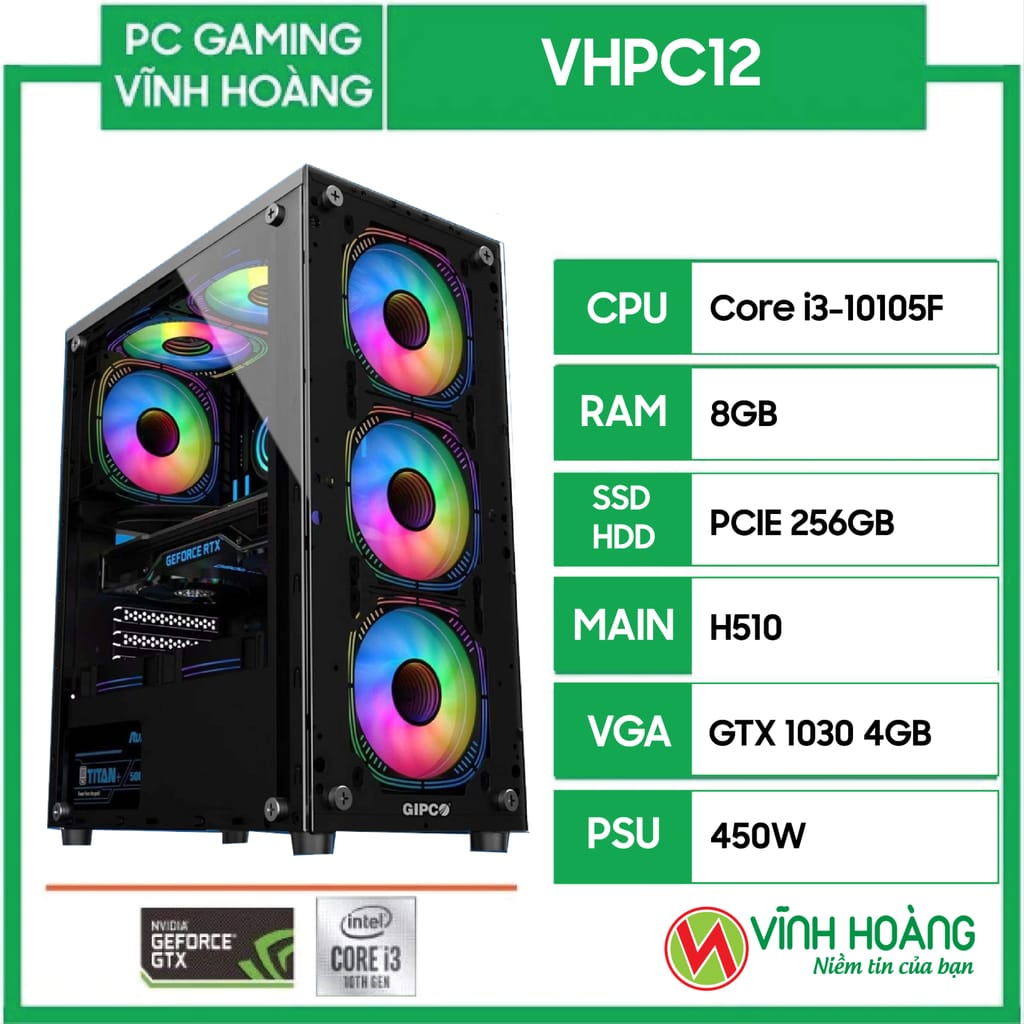 PC GAMING
VĨNH HOÀNG
VHPC12
CPU
Core i3-10105F
RAM
8GB
SSD
HDD
PCIE 256GB
MAIN
H510
VGA
GTX 1030 4GB
PSU
450W
GEFORCE RTX
TITAN+
GIPCO
NVIDIA
GEFORCE
GTX
intel
CORE i3
10TH GEN
VĨNH HOÀNG
Niềm tin của bạn